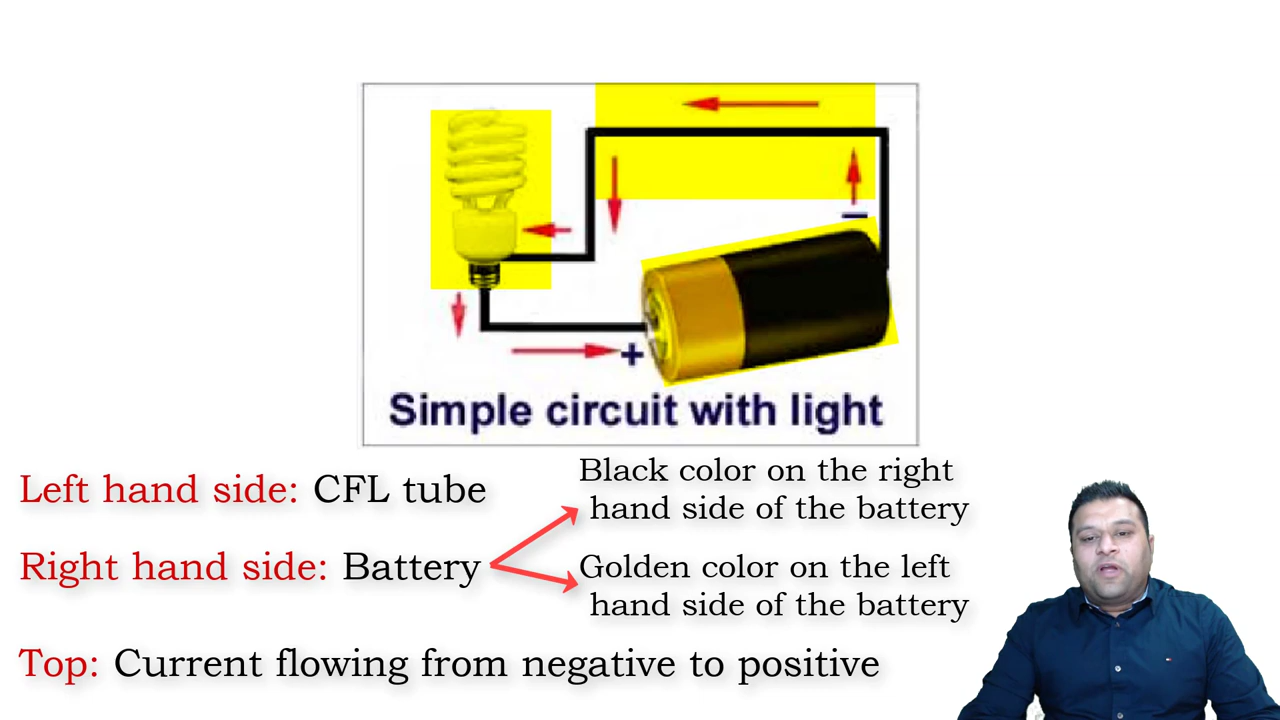 −
+
Simple circuit with light
Left hand side: CFL tube
Black color on the right
hand side of the battery
Right hand side: Battery
Golden color on the left
hand side of the battery
Top: Current flowing from negative to positive